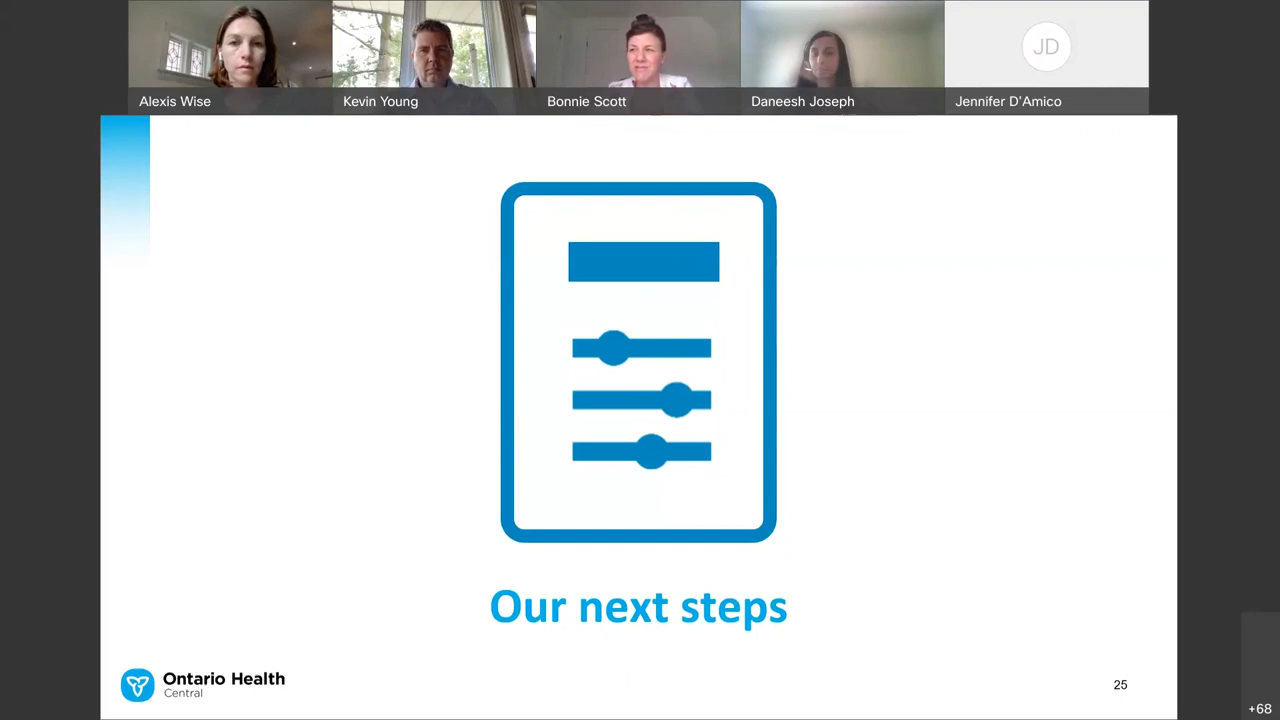 Alexis Wise
Kevin Young
Bonnie Scott
Daneesh Joseph
JD
Jennifer D'Amico
Our next steps
Ontario Health
Central
25
+68